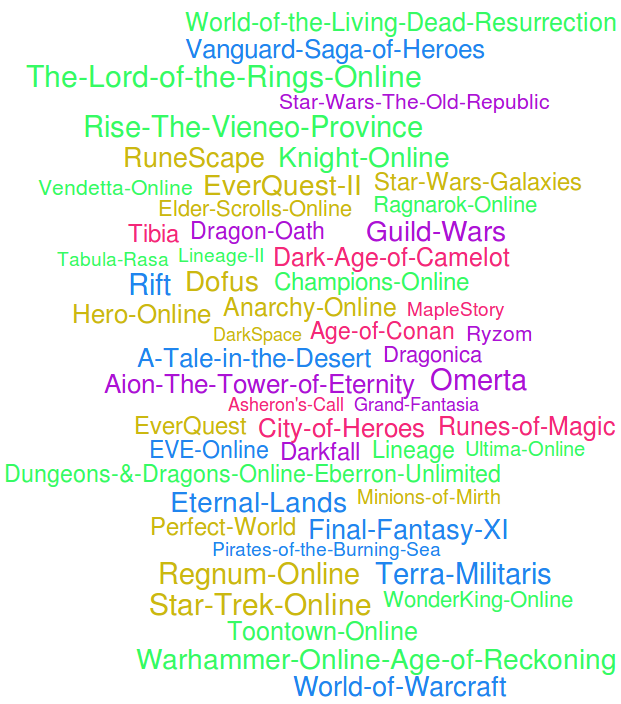 World-of-the-Living-Dead-Resurrection
Vanguard-Saga-of-Heroes
The-Lord-of-the-Rings-Online
Star-Wars-The-Old-Republic
Rise-The-Vieneo-Province
RuneScape Knight-Online
Vendetta-Online EverQuest-II Star-Wars-Galaxies
Elder-Scrolls-Online Ragnarok-Online
Tibia Dragon-Oath Guild-Wars
Tabula-Rasa Lineage-II Dark-Age-of-Camelot
Rift Dofus Champions-Online
Hero-Online Anarchy-Online MapleStory
DarkSpace Age-of-Conan Ryzom
A-Tale-in-the-Desert Dragonica
Aion-The-Tower-of-Eternity Omerta
Asheron's-Call Grand-Fantasia
EverQuest City-of-Heroes Runes-of-Magic
EVE-Online Darkfall Lineage Ultima-Online
Dungeons-&-Dragons-Online-Eberron-Unlimited
Eternal-Lands Minions-of-Mirth
Perfect-World Final-Fantasy-XI
Pirates-of-the-Burning-Sea
Regnum-Online Terra-Militaris
Star-Trek-Online WonderKing-Online
Toontown-Online
Warhammer-Online-Age-of-Reckoning
World-of-Warcraft